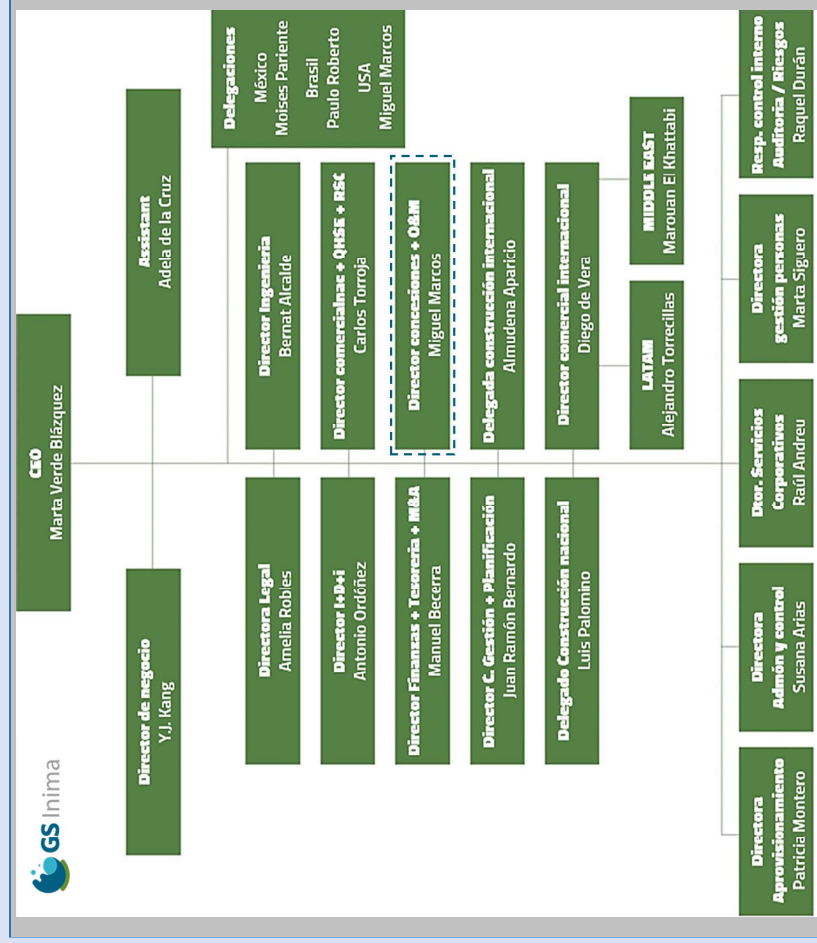 GS Inima
CEO
Marta Verde Blázquez
Director de negocio
Y.J. Kang
Assistant
Adela de la Cruz
Delegaciones
México
Moises Pariente
Brasil
Paulo Roberto
USA
Miguel Marcos
Directora Legal
Amelia Robles
Director Ingenieria
Bernat Alcalde
Director I+D+i
Antonio Ordóñez
Director comercialnac + QHSE + RSC
Carlos Torroja
Director Finanzas + Tesorería + M&A
Manuel Becerra
Director concesiones + O&M
Miguel Marcos
Director C. Gestión + Planificación
Juan Ramón Bernardo
Delegada construcción internacional
Almudena Aparicio
Delegado Construcción nacional
Luis Palomino
Director comercial internacional
Diego de Vera
LATAM
Alejandro Torrecillas
MIDDLE EAST
Marouan El Khattabi
Directora
Aprovisionamiento
Patricia Montero
Directora
Admón y control
Susana Arias
Dtor. Servicios
Corporativos
Raúl Andreu
Directora
gestión personas
Marta Siguero
Resp. control interno
Auditoria / Riesgos
Raquel Durán